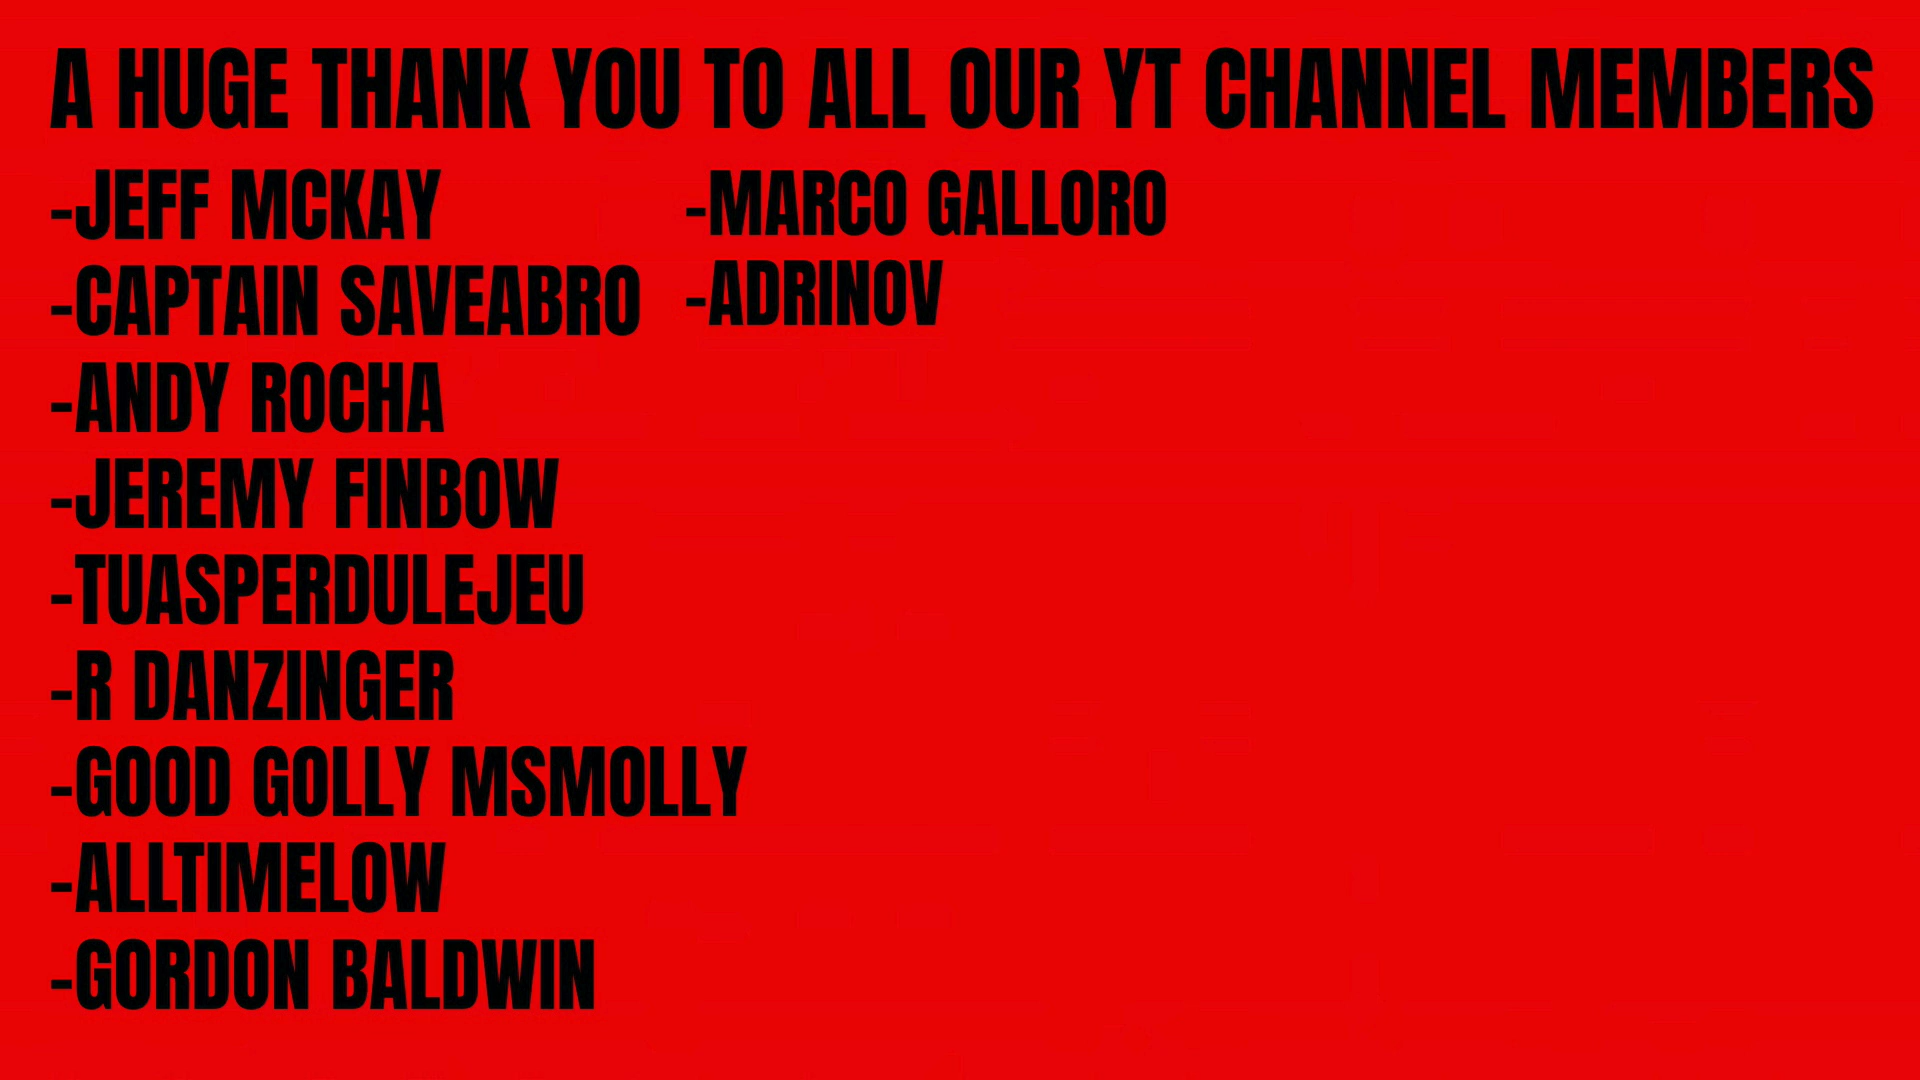 A HUGE THANK YOU TO ALL OUR YT CHANNEL MEMBERS
-JEFF MCKAY
-CAPTAIN SAVEABRO
-ANDY ROCHA
-JEREMY FINBOW
-TUASPERDULEJEU
-R DANZINGER
-GOOD GOLLY MSMOLLY
-ALLTIMELOW
-GORDON BALDWIN
-MARCO GALLORO
-ADRINOV